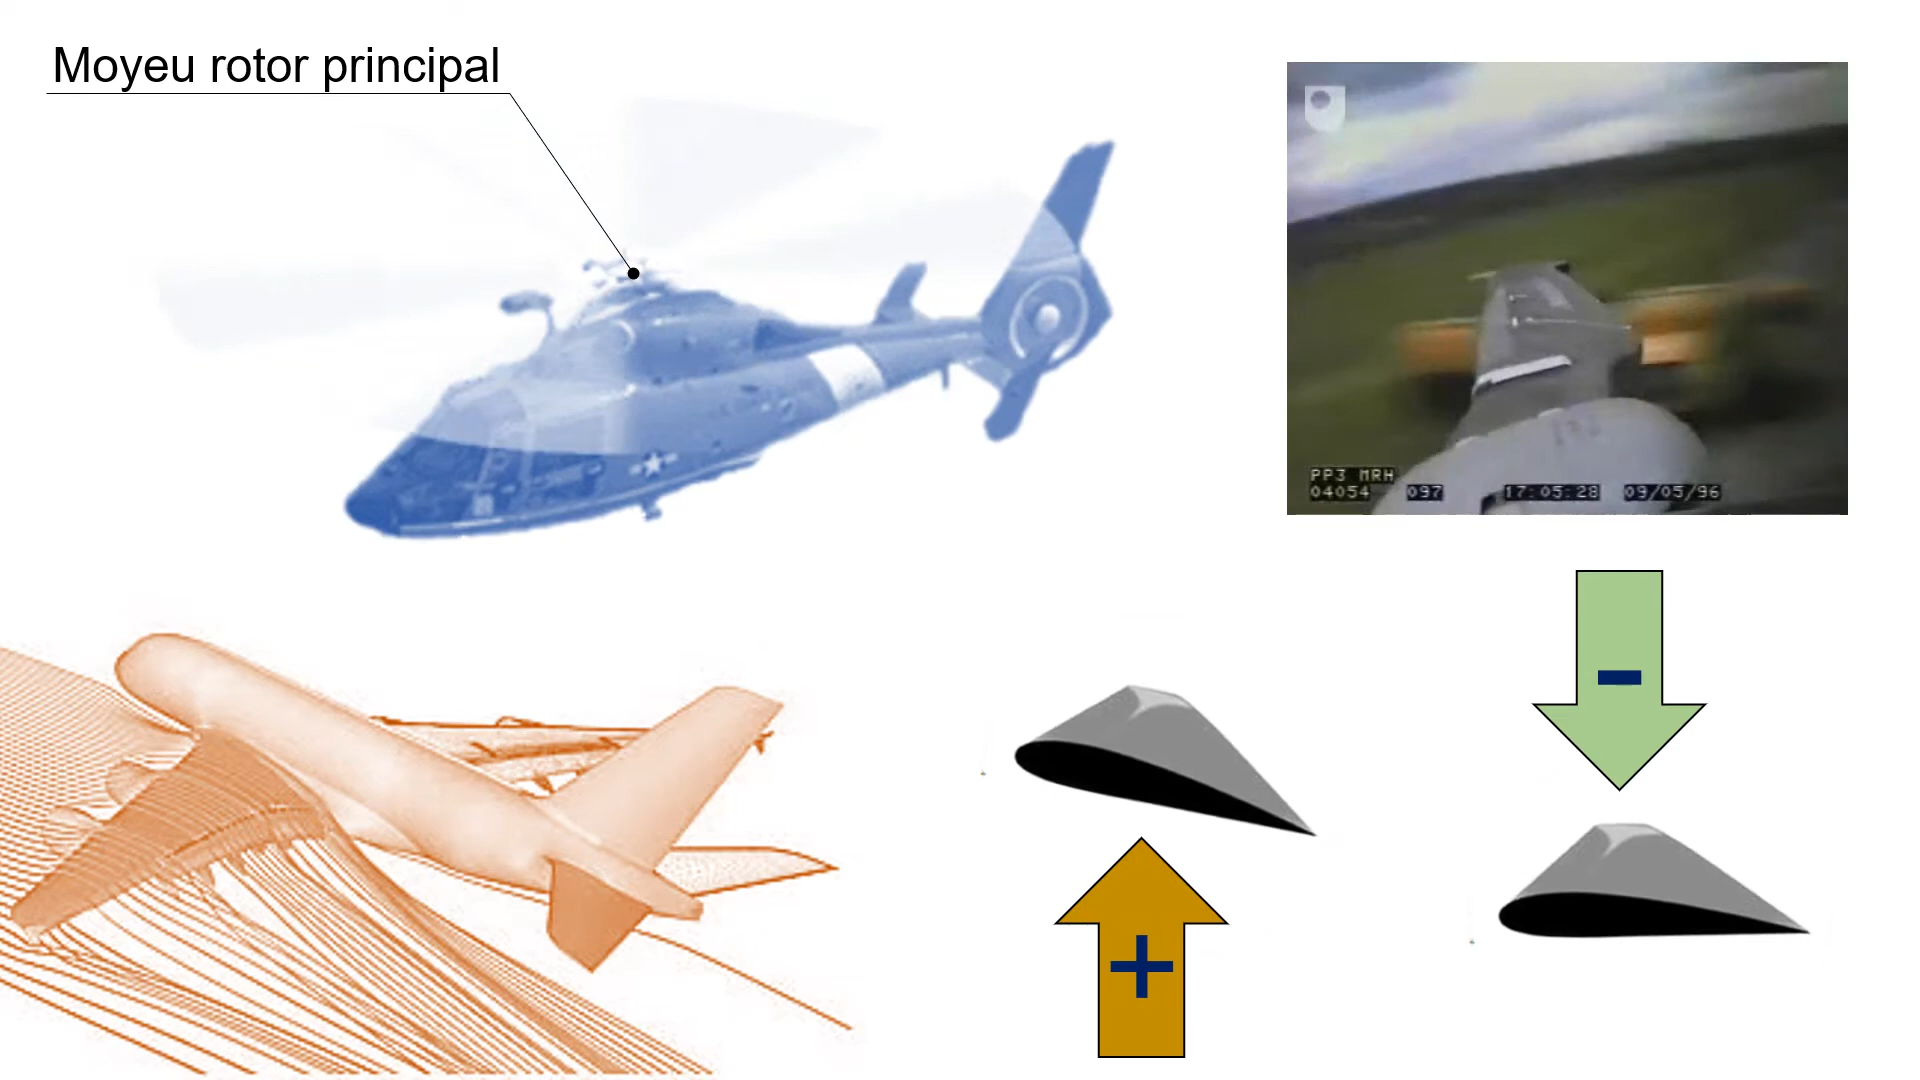 Moyeu rotor principal
PP3 MRH
04054 097 17:05:28 09/05/96
+
-